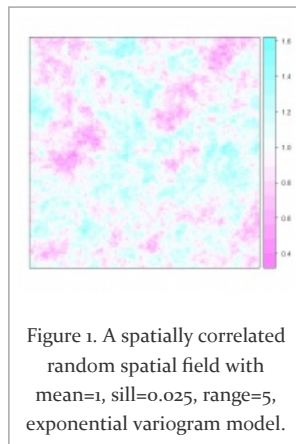 1.6
1.4
1.2
1.0
0.8
0.6
0.4
Figure 1. A spatially correlated
random spatial field with
mean=1, sill=0.025, range=5,
exponential variogram model.